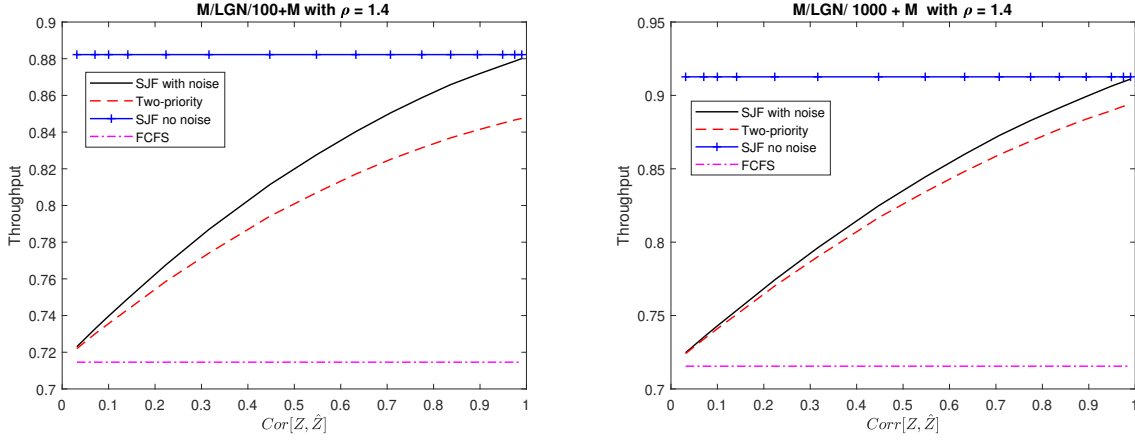 M/LGN/100+M with ρ = 1.4
0.9
0.88
0.86
0.84
0.82
0.8
0.78
0.76
0.74
0.72
0.7
Throughput
SJF with noise
Two-priority
SJF no noise
FCFS
0 0.1 0.2 0.3 0.4 0.5 0.6 0.7 0.8 0.9 1
Cor[Z, Ẑ]
M/LGN/ 1000 + M with ρ = 1.4
0.95
0.9
0.85
0.8
0.75
0.7
Throughput
SJF with noise
Two-priority
SJF no noise
FCFS
0 0.1 0.2 0.3 0.4 0.5 0.6 0.7 0.8 0.9 1
Corr[Z, Ẑ]